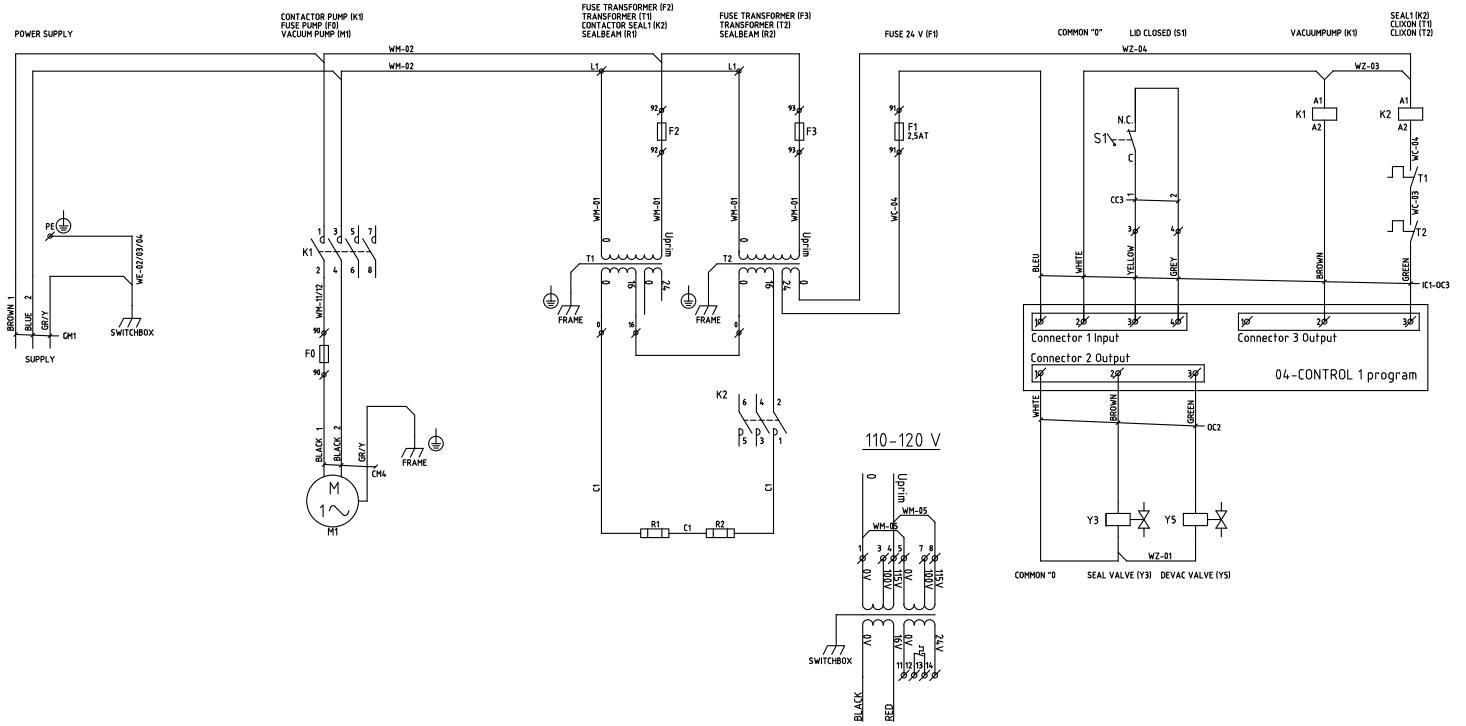 POWER SUPPLY
CONTACTOR PUMP (K1)
FUSE PUMP (F0)
VACUUM PUMP (M1)
FUSE TRANSFORMER (F2)
TRANSFORMER (T1)
CONTACTOR SEAL1 (K2)
SEALBEAM (R1)
FUSE TRANSFORMER (F3)
TRANSFORMER (T2)
SEALBEAM (R2)
FUSE 24 V (F1)
COMMON "0"
LID CLOSED (S1)
VACUUMPUMP (K1)
SEAL1 (K2)
CLIXON (T1)
CLIXON (T2)
WM-02
WM-02
WZ-04
WZ-03
L1
L1
92
F2
92
93
F3
93
91
F1
2,5AT
91
N.C.
S1
C
A1
K1
A2
A1
K2
A2
WC-04
T1
WC-03
T2
CC3
1
2
3
4
PE
WE-02/03/04
SWITCHBOX
BROWN 1
BLUE 2
GR/Y
CM1
SUPPLY
1
3
5
7
K1
2
4
6
8
WM-11/12
90
F0
90
BLACK 1
BLACK 2
GR/Y
CM4
FRAME
M
1
M1
WM-01
WM-01
WM-01
WM-01
WC-04
0
Uprim
0
Uprim
T1
T2
0
16
0
24
0
16
0
24
FRAME
FRAME
0
16
0
K2
6
4
2
5
3
1
C1
C1
R1
C1
R2
BLEU
WHITE
YELLOW
GREY
BROWN
GREEN
IC1-OC3
1
2
3
4
Connector 1 Input
1
2
3
Connector 3 Output
Connector 2 Output
1
2
3
04-CONTROL 1 program
WHITE
BROWN
GREEN
OC2
Y3
Y5
WZ-01
COMMON "0
SEAL VALVE (Y3)
DEVAC VALVE (Y5)
110-120 V
0
Uprim
WM-05
WM-05
1
3
4
5
7
8
0V
100V
115V
0V
100V
115V
0V
16V
0V
24V
SWITCHBOX
11
12
13
14
BLACK
RED